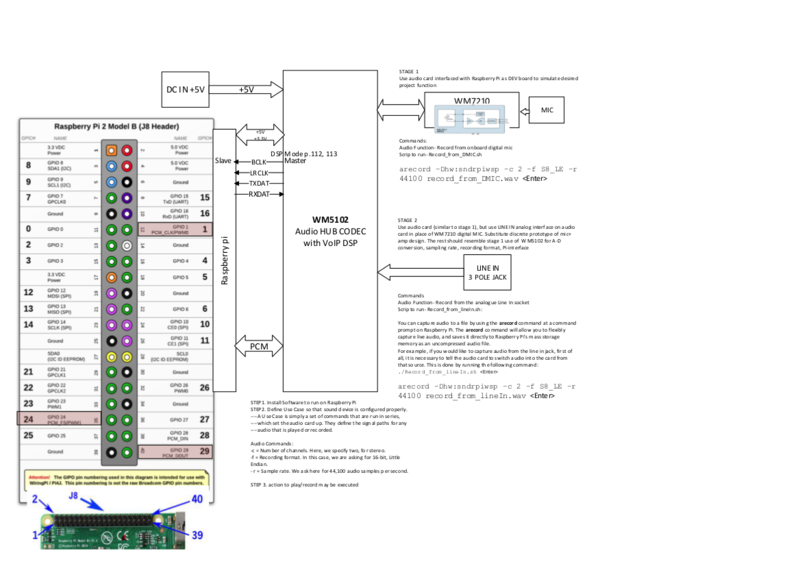 STAGE 1
Use audio card interfaced with Raspberry Pi as DEV board to simulate desired
project function
DC IN +5V
+5V
WM7210
MIC
Raspberry Pi 2 Model B (J8 Header)
GPIO# NAME NAME GPIO#
3.3 VDC Power 1 2 5.0 VDC Power
8 GPIO 8 SDA1 (I2C) 3 4 5.0 VDC Power
9 GPIO 9 SCL1 (I2C) 5 6 Ground
7 GPIO 7 GPCLK0 7 8 GPIO 15 TxD (UART) 15
Ground 9 10 GPIO 16 RxD (UART) 16
0 GPIO 0 11 12 GPIO 1 PCM_CLK/PWM0 1
2 GPIO 2 13 14 Ground
3 GPIO 3 15 16 GPIO 4 4
3.3 VDC Power 17 18 GPIO 5 5
12 GPIO 12 MOSI (SPI) 19 20 Ground
13 GPIO 13 MISO (SPI) 21 22 GPIO 6 6
14 GPIO 14 SCLK (SPI) 23 24 GPIO 10 CE0 (SPI) 10
Ground 25 26 GPIO 11 CE1 (SPI) 11
SDA0 (I2C ID EEPROM) 27 28 SCL0 (I2C ID EEPROM)
21 GPIO 21 GPCLK1 29 30 Ground
22 GPIO 22 GPCLK2 31 32 GPIO 26 PWM0 26
23 GPIO 23 PWM1 33 34 Ground
24 GPIO 24 PCM_FS/PWM1 35 36 GPIO 27 27
25 GPIO 25 37 38 GPIO 28 PCM_DIN 28
Ground 39 40 GPIO 29 PCM_DOUT 29
Attention! The GPIO pin numbering used in this diagram is intended for use with
WiringPi / Pi4J. This pin numbering is not the raw Broadcom GPIO pin numbers.
J8
2
40
1
39
Raspberry pi
+5V
+3.3V
DSP Mode p.112, 113
Slave
Master
BCLK
LRCLK
TXDAT
RXDAT
PCM
WM5102
Audio HUB CODEC
with VoIP DSP
Commands:
Audio Function- Record from onboard digital mic
Scrip to run- Record_from_DMIC.sh
arecord -Dhw:sndrpiwsp -c 2 -f S8_LE -r
44100 record_from_DMIC.wav <Enter>
STAGE 2
Use audio card (similar to stage 1), but use LINE IN analog interface on audio
card in place of WM7210 digital MIC. Substitute discrete prototype of mic+
amp design. The rest should resemble stage 1 use of WM5102 for A-D
conversion, sampling rate, recording format, Pi interface
LINE IN
3 POLE JACK
Commands
Audio Function- Record from the analogue Line In socket
Scrip to run- Record_from_lineIn.sh:
You can capture audio to a file by using the arecord command at a command
prompt on Raspberry Pi. The arecord command will allow you to flexibly
capture line audio, and saves it directly to Raspberry Pi's mass storage
memory as an uncompressed audio file.
For example, if you would like to capture audio from the line in jack, first of
all, it is necessary to tell the audio card to switch audio into the card from
that source. This is done by running the following command:
./Record_from_lineIn.sh <Enter>
arecord -Dhw:sndrpiwsp -c 2 -f S8_LE -r
44100 record_from_lineIn.wav <Enter>
STEP 1. Install Software to run on Raspberry Pi
STEP 2. Define Use Case so that sound device is configured properly.
---A Use Case is simply a set of commands that are run in series,
---which set the audio card up. They define the signal paths for any
---audio that is played or recorded.
Audio Commands:
-c = Number of channels. Here, we specify two, for stereo.
-f = Recording format. In this case, we are asking for 16-bit, Little
Endian.
-r = Sample rate. We ask here for 44,100 audio samples per second.
STEP 3. action to play/record may be executed